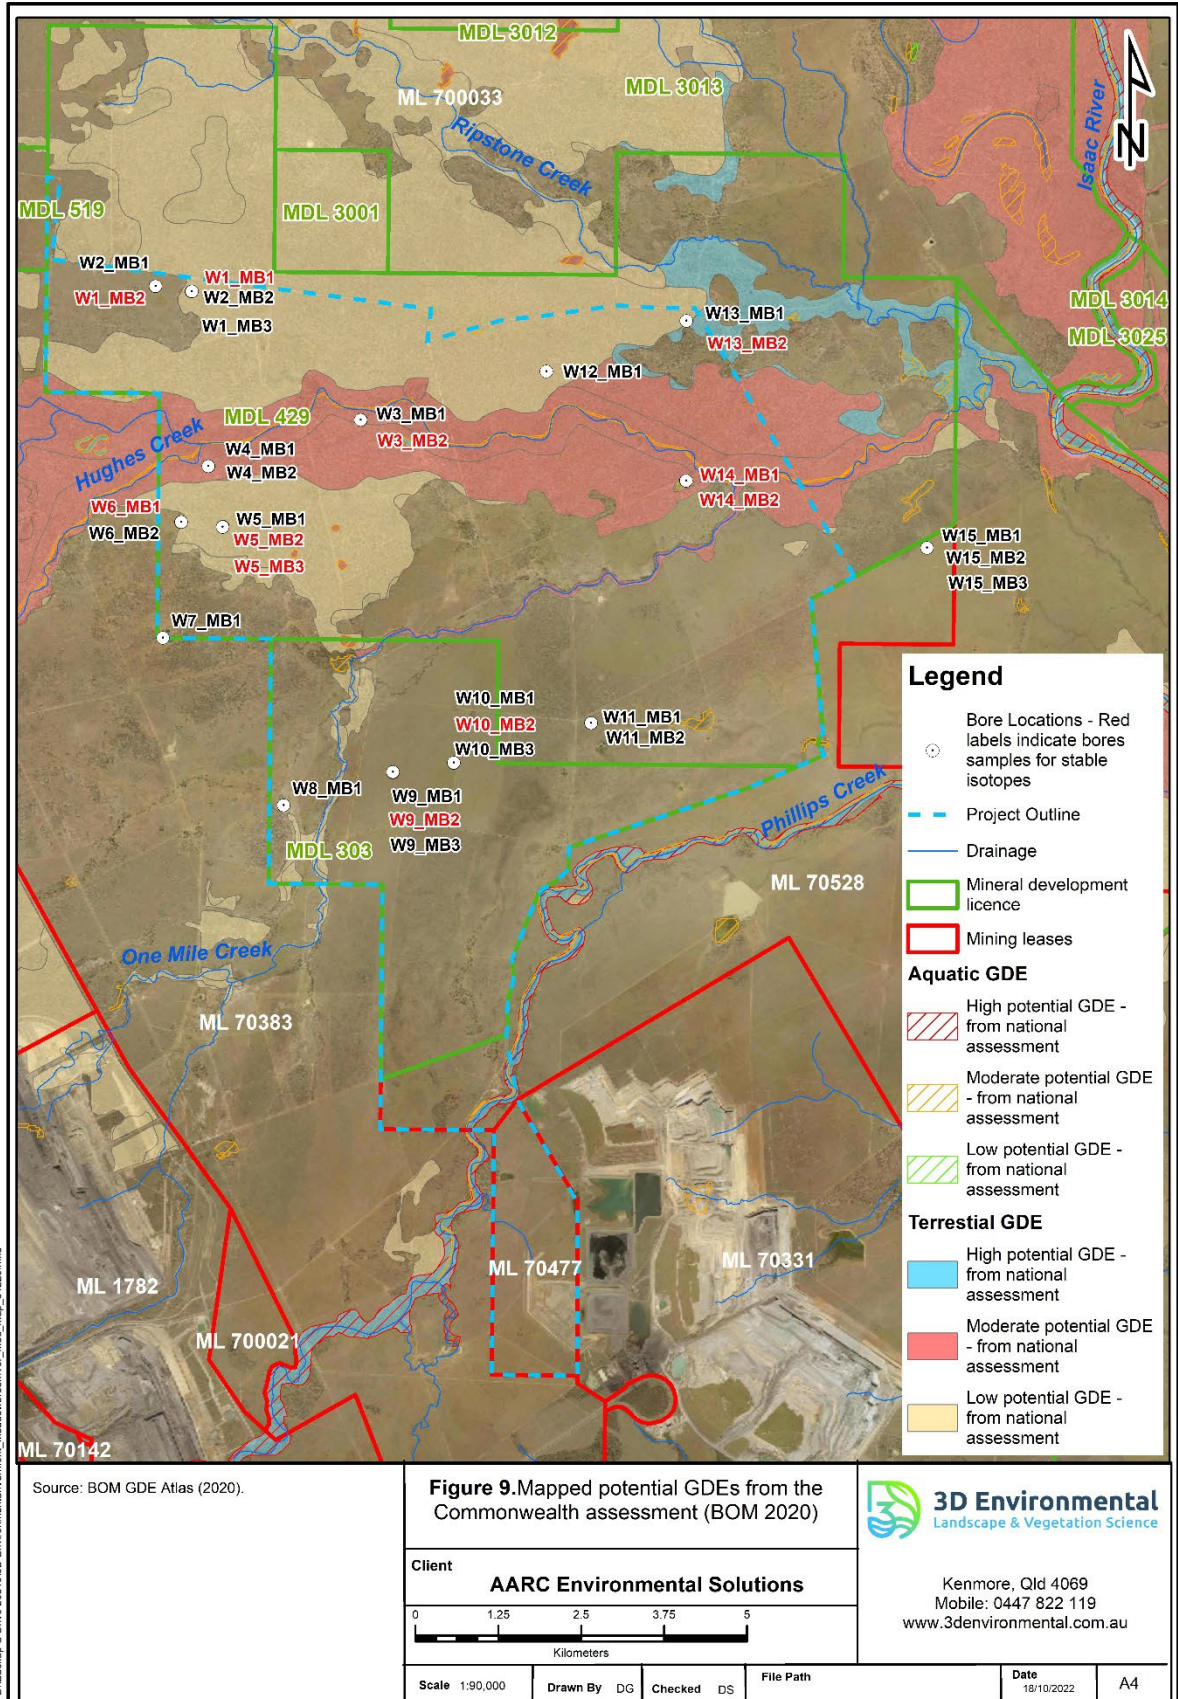 MDL 3012
MDL 3013
ML 700033
Ripstone Creek
Isaac River
N
MDL 519
MDL 3001
MDL 3014
MDL 3025
W2_MB1
W1_MB1
W1_MB2
W2_MB2
W1_MB3
W13_MB1
W13_MB2
W12_MB1
MDL 429
W3_MB1
W3_MB2
Hughes Creek
W4_MB1
W4_MB2
W14_MB1
W14_MB2
W6_MB1
W6_MB2
W5_MB1
W5_MB2
W5_MB3
W15_MB1
W15_MB2
W15_MB3
W7_MB1
W10_MB1
W10_MB2
W10_MB3
W11_MB1
W11_MB2
W8_MB1
W9_MB1
W9_MB2
W9_MB3
MDL 303
Phillips Creek
ML 70528
One Mile Creek
ML 70383
ML 1782
ML 70477
ML 70331
ML 700021
ML 70142
Legend
Bore Locations - Red
labels indicate bores
samples for stable
isotopes
Project Outline
Drainage
Mineral development
licence
Mining leases
Aquatic GDE
High potential GDE -
from national
assessment
Moderate potential GDE
- from national
assessment
Low potential GDE -
from national
assessment
Terrestial GDE
High potential GDE -
from national
assessment
Moderate potential GDE
- from national
assessment
Low potential GDE -
from national
assessment
Source: BOM GDE Atlas (2020).
Figure 9.Mapped potential GDEs from the
Commonwealth assessment (BOM 2020)
Client
AARC Environmental Solutions
0 1.25 2.5 3.75 5
Kilometers
Scale 1:90,000
Drawn By DG
Checked DS
File Path
Date
18/10/2022
A4
3D Environmental
Landscape & Vegetation Science
Kenmore, Qld 4069
Mobile: 0447 822 119
www.3denvironmental.com.au